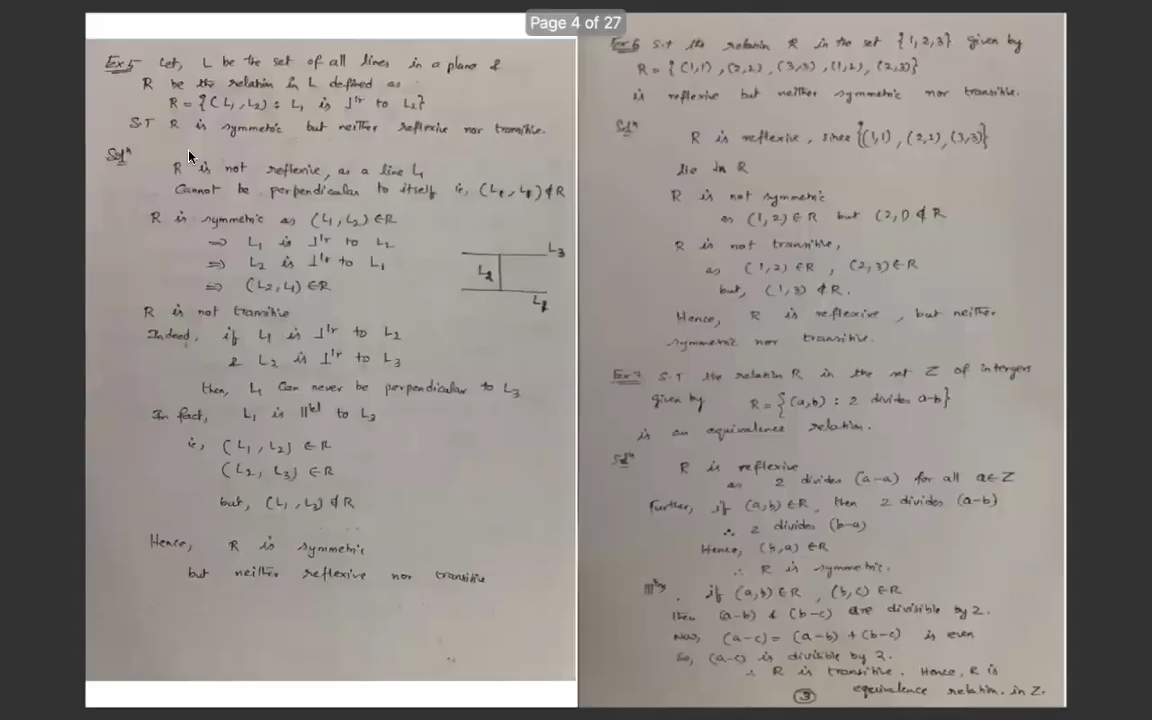 Page 4 of 27
Ex 5 Let, L be the set of all lines in a plane &
R be the relation in L defined as
R = {(L₁, L₂) : L₁ is ⊥lr to L₂}
S.T R is symmetric but neither reflexive nor transitive.
Solⁿ
R is not reflexive, as a line L₁
Cannot be perpendicular to itself ie, (L₁, L₁) ∉ R
R is symmetric as (L₁, L₂) ∈ R
⇒ L₁ is ⊥lr to L₂
⇒ L₂ is ⊥lr to L₁
⇒ (L₂, L₁) ∈ R
L₃
L₂
L₁
R is not transitive
Indeed, if L₁ is ⊥lr to L₂
& L₂ is ⊥lr to L₃
then, L₁ Can never be perpendicular to L₃
In fact, L₁ is ||lel to L₃
ie, (L₁, L₂) ∈ R
(L₂, L₃) ∈ R
but, (L₁, L₃) ∉ R
Hence, R is symmetric
but neither reflexive nor transitive
Ex 6 S.T the relation R in the set {1, 2, 3} given by
R = {(1,1), (2,2), (3,3), (1,2), (2,3)}
is reflexive but neither symmetric nor transitive.
Solⁿ
R is reflexive, since {(1,1), (2,2), (3,3)}
lie in R
R is not symmetric
as (1,2) ∈ R but (2,1) ∉ R
R is not transitive,
as (1,2) ∈ R, (2,3) ∈ R
but, (1,3) ∉ R.
Hence, R is reflexive, but neither
symmetric nor transitive.
Ex 7 S.T the relation R in the set Z of intergers
given by R = {(a,b) : 2 divides a-b}
is an equivalence relation.
Solⁿ
R is reflexive
as 2 divides (a-a) for all a ∈ Z
Further, if (a,b) ∈ R, then 2 divides (a-b)
∴ 2 divides (b-a)
Hence, (b,a) ∈ R
∴ R is symmetric.
|||ly, if (a,b) ∈ R, (b,c) ∈ R
then (a-b) & (b-c) are divisible by 2.
Now, (a-c) = (a-b) + (b-c) is even
So, (a-c) is divisible by 2.
∴ R is transitive. Hence, R is
equivalence relation. in Z.
3